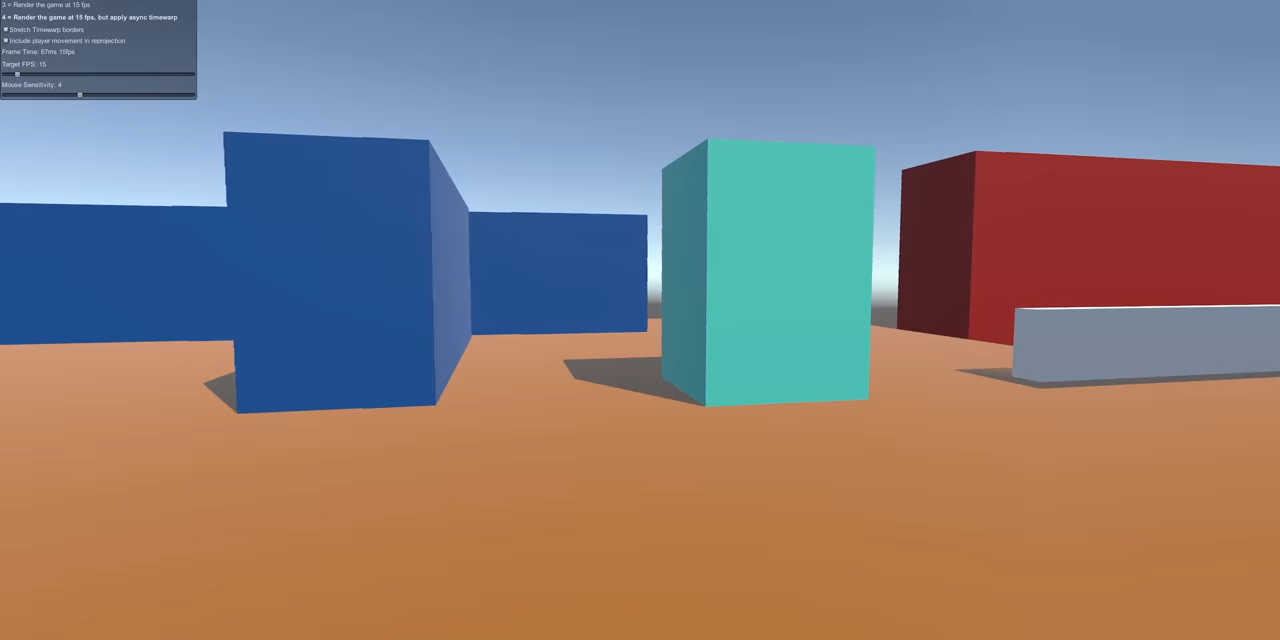 3 = Render the game at 15 fps
4 = Render the game at 15 fps, but apply async timewarp
Stretch Timewarp borders
Include player movement in reprojection
Frame Time: 67ms 15fps
Target FPS: 15
Mouse Sensitivity: 4